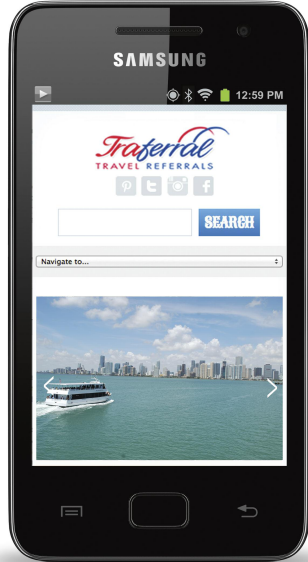 SAMSUNG
12:59 PM
Traferral
TRAVEL REFERRALS
SEARCH
Navigate to...